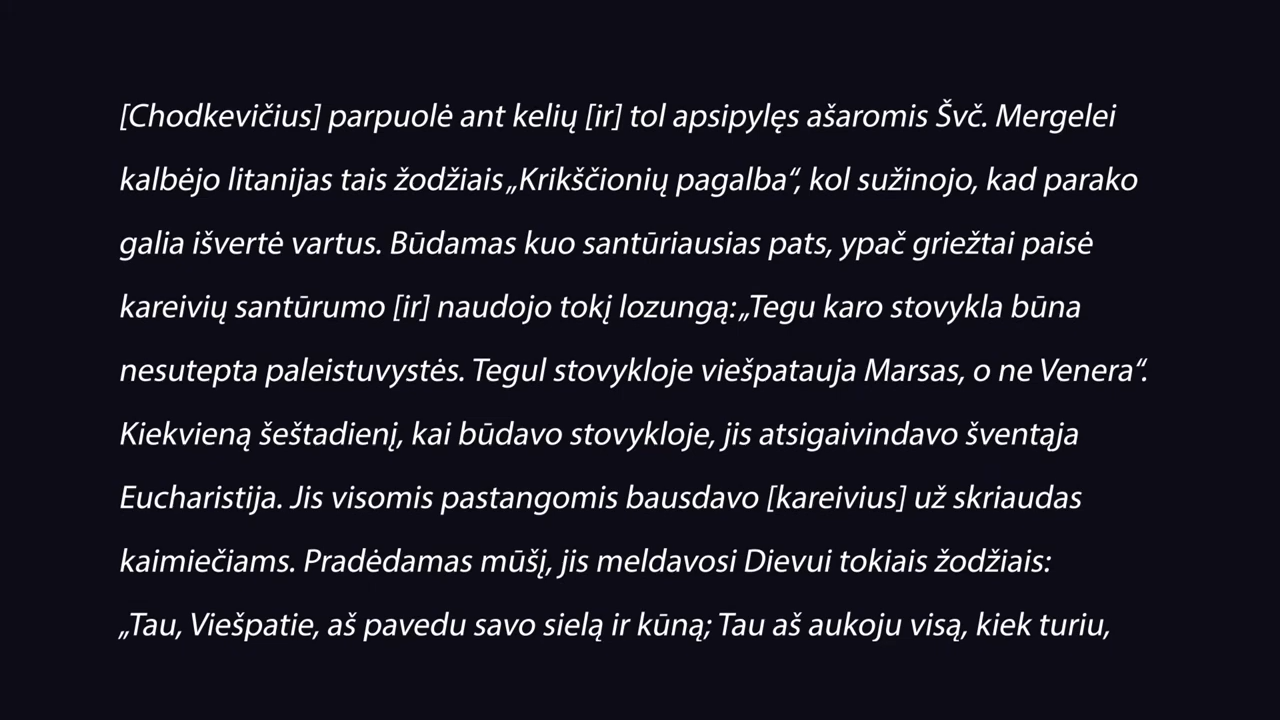 [Chodkevičius] parpuolė ant kelių [ir] tol apsipylęs ašaromis Švč. Mergelei
kalbėjo litanijas tais žodžiais „Krikščionių pagalba“, kol sužinojo, kad parako
galia išvertė vartus. Būdamas kuo santūriausias pats, ypač griežtai paisė
kareivių santūrumo [ir] naudojo tokį lozungą: „Tegu karo stovykla būna
nesutepta paleistuvystės. Tegul stovykloje viešpatauja Marsas, o ne Venera“.
Kiekvieną šeštadienį, kai būdavo stovykloje, jis atsigaivindavo šventąja
Eucharistija. Jis visomis pastangomis bausdavo [kareivius] už skriaudas
kaimiečiams. Pradėdamas mūšį, jis meldavosi Dievui tokiais žodžiais:
„Tau, Viešpatie, aš pavedu savo sielą ir kūną; Tau aš aukoju visą, kiek turiu,